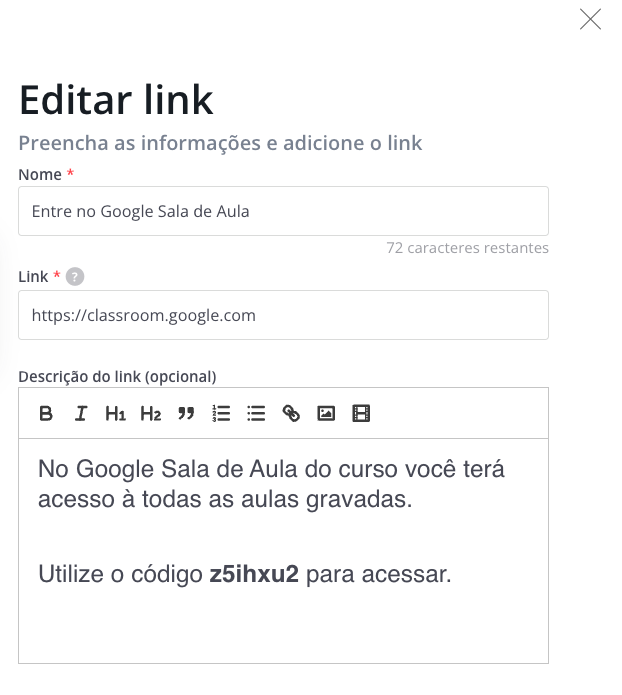 Editar link
Preencha as informações e adicione o link
Nome *
Entre no Google Sala de Aula
72 caracteres restantes
Link * ?
https://classroom.google.com
Descrição do link (opcional)
B I H1 H2
No Google Sala de Aula do curso você terá
acesso à todas as aulas gravadas.
Utilize o código z5ihxu2 para acessar.